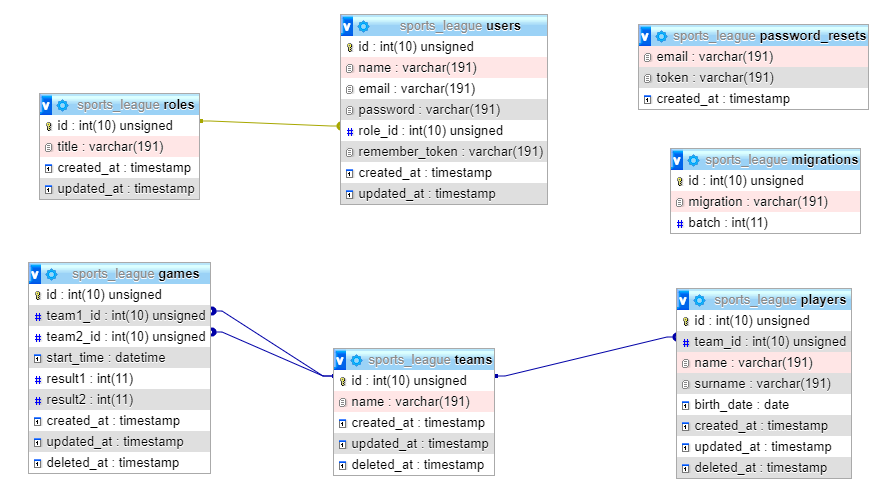 v sports_league roles
id : int(10) unsigned
title : varchar(191)
created_at : timestamp
updated_at : timestamp
v sports_league users
id : int(10) unsigned
name : varchar(191)
email : varchar(191)
password : varchar(191)
# role_id : int(10) unsigned
remember_token : varchar(191)
created_at : timestamp
updated_at : timestamp
v sports_league password_resets
email : varchar(191)
token : varchar(191)
created_at : timestamp
v sports_league migrations
id : int(10) unsigned
migration : varchar(191)
# batch : int(11)
v sports_league games
id : int(10) unsigned
# team1_id : int(10) unsigned
# team2_id : int(10) unsigned
start_time : datetime
# result1 : int(11)
# result2 : int(11)
created_at : timestamp
updated_at : timestamp
deleted_at : timestamp
v sports_league teams
id : int(10) unsigned
name : varchar(191)
created_at : timestamp
updated_at : timestamp
deleted_at : timestamp
v sports_league players
id : int(10) unsigned
# team_id : int(10) unsigned
name : varchar(191)
surname : varchar(191)
birth_date : date
created_at : timestamp
updated_at : timestamp
deleted_at : timestamp